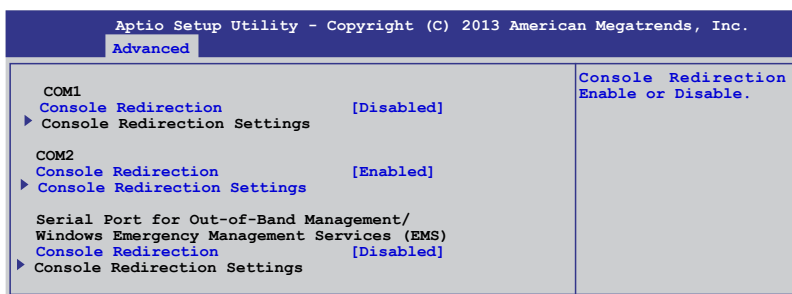 Aptio Setup Utility - Copyright (C) 2013 American Megatrends, Inc.
Advanced
COM1
Console Redirection [Disabled]
Console Redirection Settings
COM2
Console Redirection [Enabled]
Console Redirection Settings
Serial Port for Out-of-Band Management/
Windows Emergency Management Services (EMS)
Console Redirection [Disabled]
Console Redirection Settings
Console Redirection
Enable or Disable.